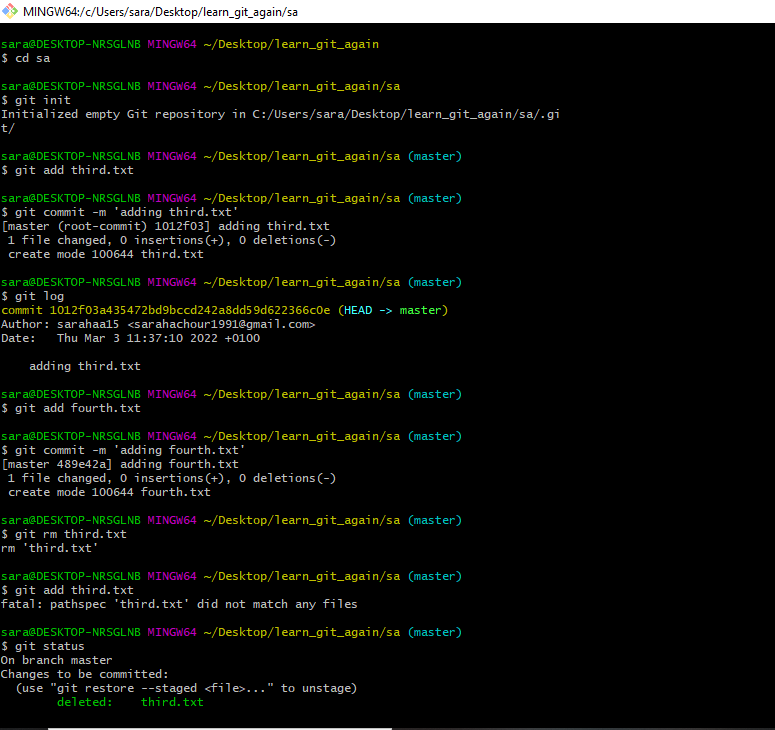 MINGW64:/c/Users/sara/Desktop/learn_git_again/sa
sara@DESKTOP-NRSGLNB MINGW64 ~/Desktop/learn_git_again
$ cd sa
sara@DESKTOP-NRSGLNB MINGW64 ~/Desktop/learn_git_again/sa
$ git init
Initialized empty Git repository in C:/Users/sara/Desktop/learn_git_again/sa/.gi
t/
sara@DESKTOP-NRSGLNB MINGW64 ~/Desktop/learn_git_again/sa (master)
$ git add third.txt
sara@DESKTOP-NRSGLNB MINGW64 ~/Desktop/learn_git_again/sa (master)
$ git commit -m 'adding third.txt'
[master (root-commit) 1012f03] adding third.txt
 1 file changed, 0 insertions(+), 0 deletions(-)
 create mode 100644 third.txt
sara@DESKTOP-NRSGLNB MINGW64 ~/Desktop/learn_git_again/sa (master)
$ git log
commit 1012f03a435472bd9bccd242a8dd59d622366c0e (HEAD -> master)
Author: sarahaa15 <sarahachour1991@gmail.com>
Date:   Thu Mar 3 11:37:10 2022 +0100
    adding third.txt
sara@DESKTOP-NRSGLNB MINGW64 ~/Desktop/learn_git_again/sa (master)
$ git add fourth.txt
sara@DESKTOP-NRSGLNB MINGW64 ~/Desktop/learn_git_again/sa (master)
$ git commit -m 'adding fourth.txt'
[master 489e42a] adding fourth.txt
 1 file changed, 0 insertions(+), 0 deletions(-)
 create mode 100644 fourth.txt
sara@DESKTOP-NRSGLNB MINGW64 ~/Desktop/learn_git_again/sa (master)
$ git rm third.txt
rm 'third.txt'
sara@DESKTOP-NRSGLNB MINGW64 ~/Desktop/learn_git_again/sa (master)
$ git add third.txt
fatal: pathspec 'third.txt' did not match any files
sara@DESKTOP-NRSGLNB MINGW64 ~/Desktop/learn_git_again/sa (master)
$ git status
On branch master
Changes to be committed:
  (use "git restore --staged <file>..." to unstage)
        deleted:    third.txt